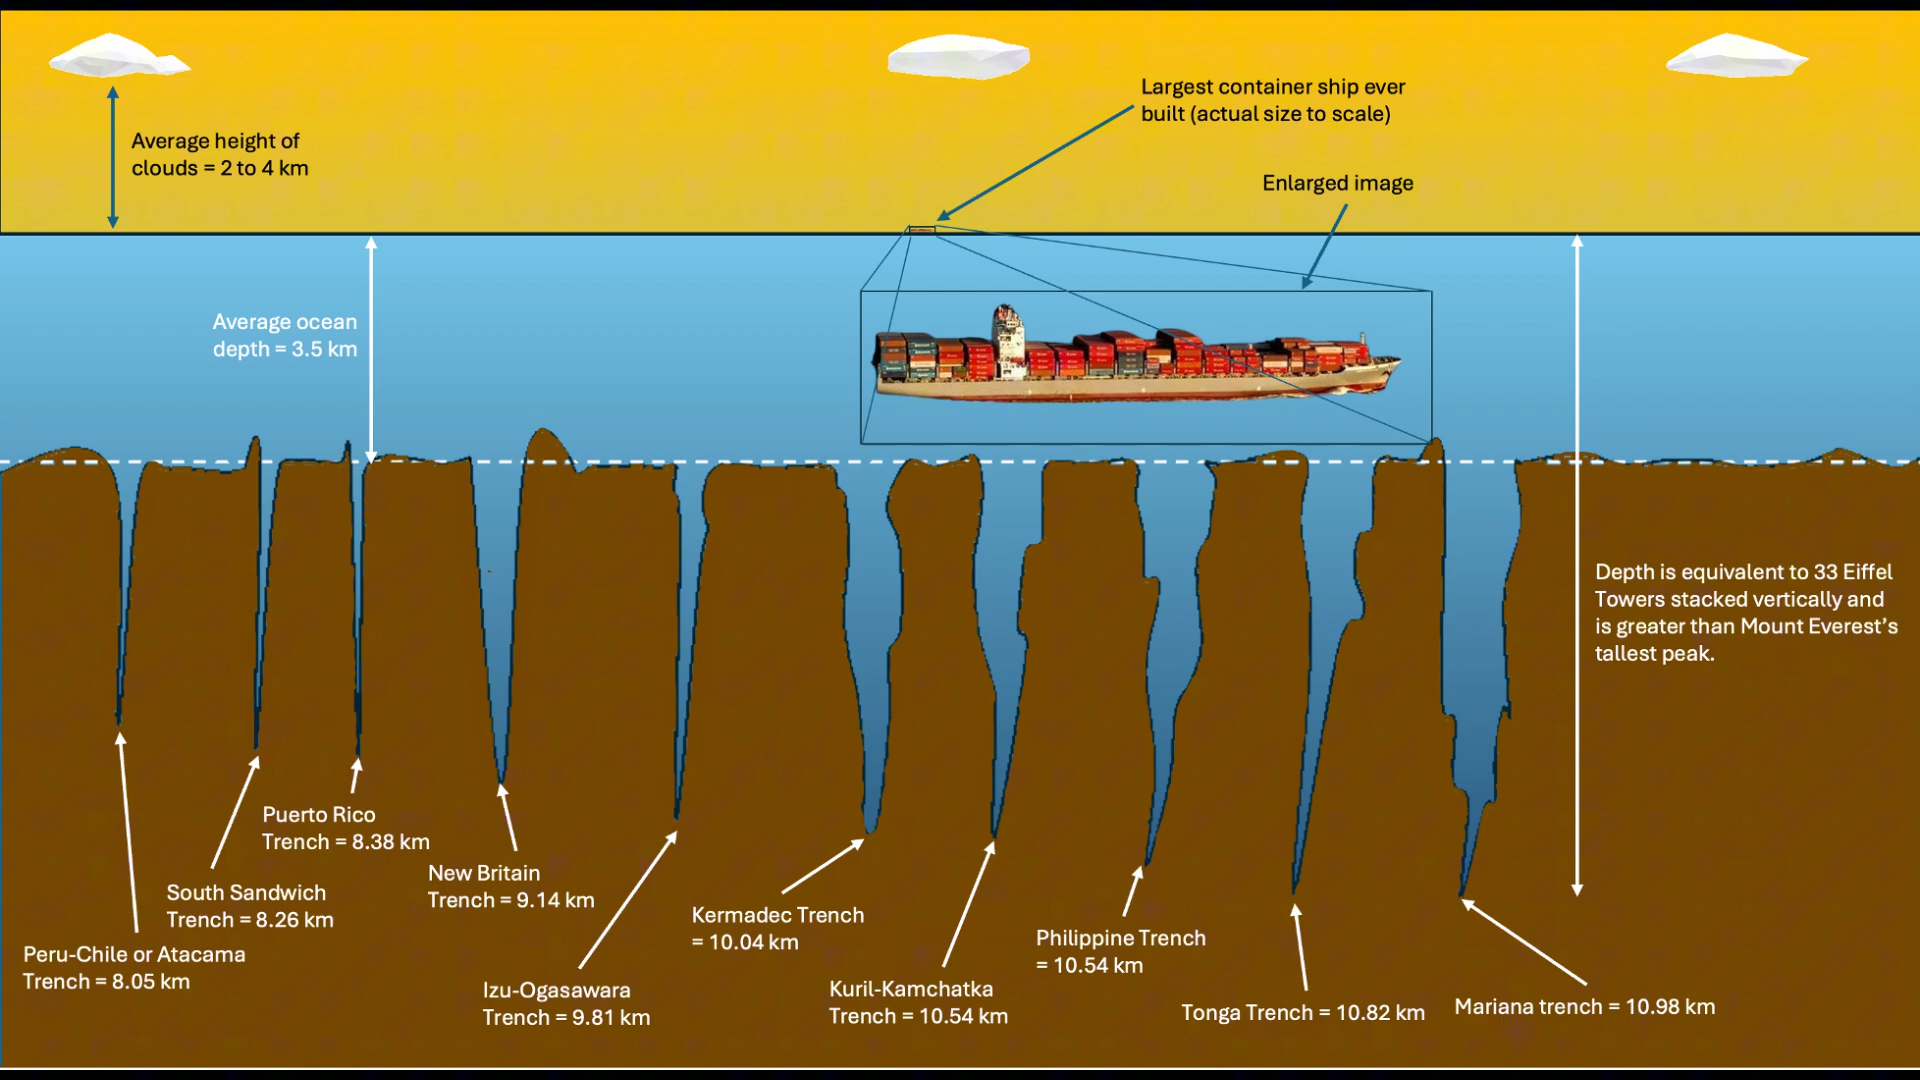 Largest container ship ever
built (actual size to scale)
Average height of
clouds = 2 to 4 km
Enlarged image
Average ocean
depth = 3.5 km
Depth is equivalent to 33 Eiffel
Towers stacked vertically and
is greater than Mount Everest's
tallest peak.
Peru-Chile or Atacama
Trench = 8.05 km
South Sandwich
Trench = 8.26 km
Puerto Rico
Trench = 8.38 km
New Britain
Trench = 9.14 km
Izu-Ogasawara
Trench = 9.81 km
Kermadec Trench
= 10.04 km
Kuril-Kamchatka
Trench = 10.54 km
Philippine Trench
= 10.54 km
Tonga Trench = 10.82 km
Mariana trench = 10.98 km